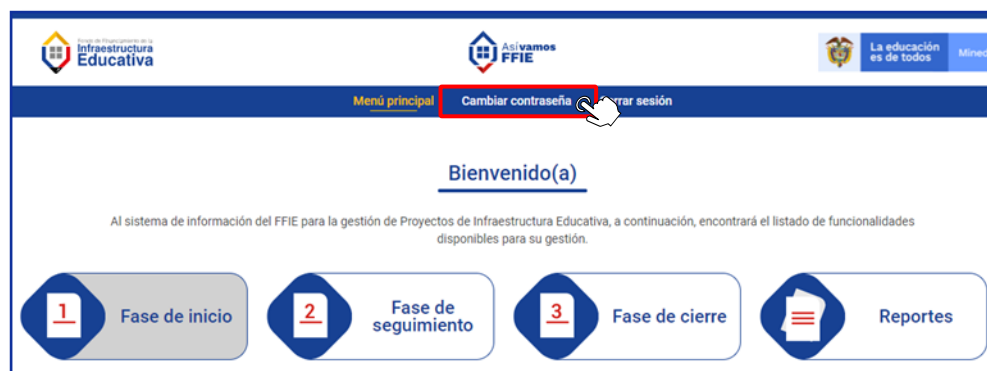 Fondo de Financiamiento de la
Infraestructura
Educativa
Asívamos
FFIE
La educación
es de todos
Menú principal
Cambiar contraseña
sesión
Bienvenido(a)
Al sistema de información del FFIE para la gestión de Proyectos de Infraestructura Educativa, a continuación, encontrará el listado de funcionalidades
disponibles para su gestión.
1
Fase de inicio
2
Fase de
seguimiento
3
Fase de cierre
Reportes